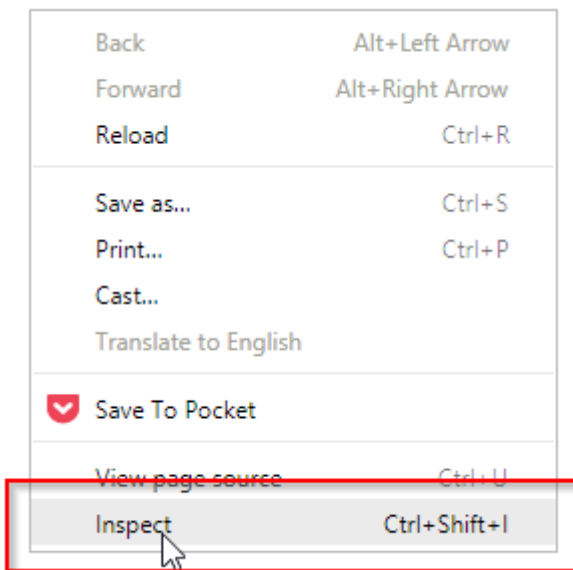 Back Alt+Left Arrow
Forward Alt+Right Arrow
Reload Ctrl+R
Save as... Ctrl+S
Print... Ctrl+P
Cast...
Translate to English
Save To Pocket
View page source Ctrl+U
Inspect Ctrl+Shift+I